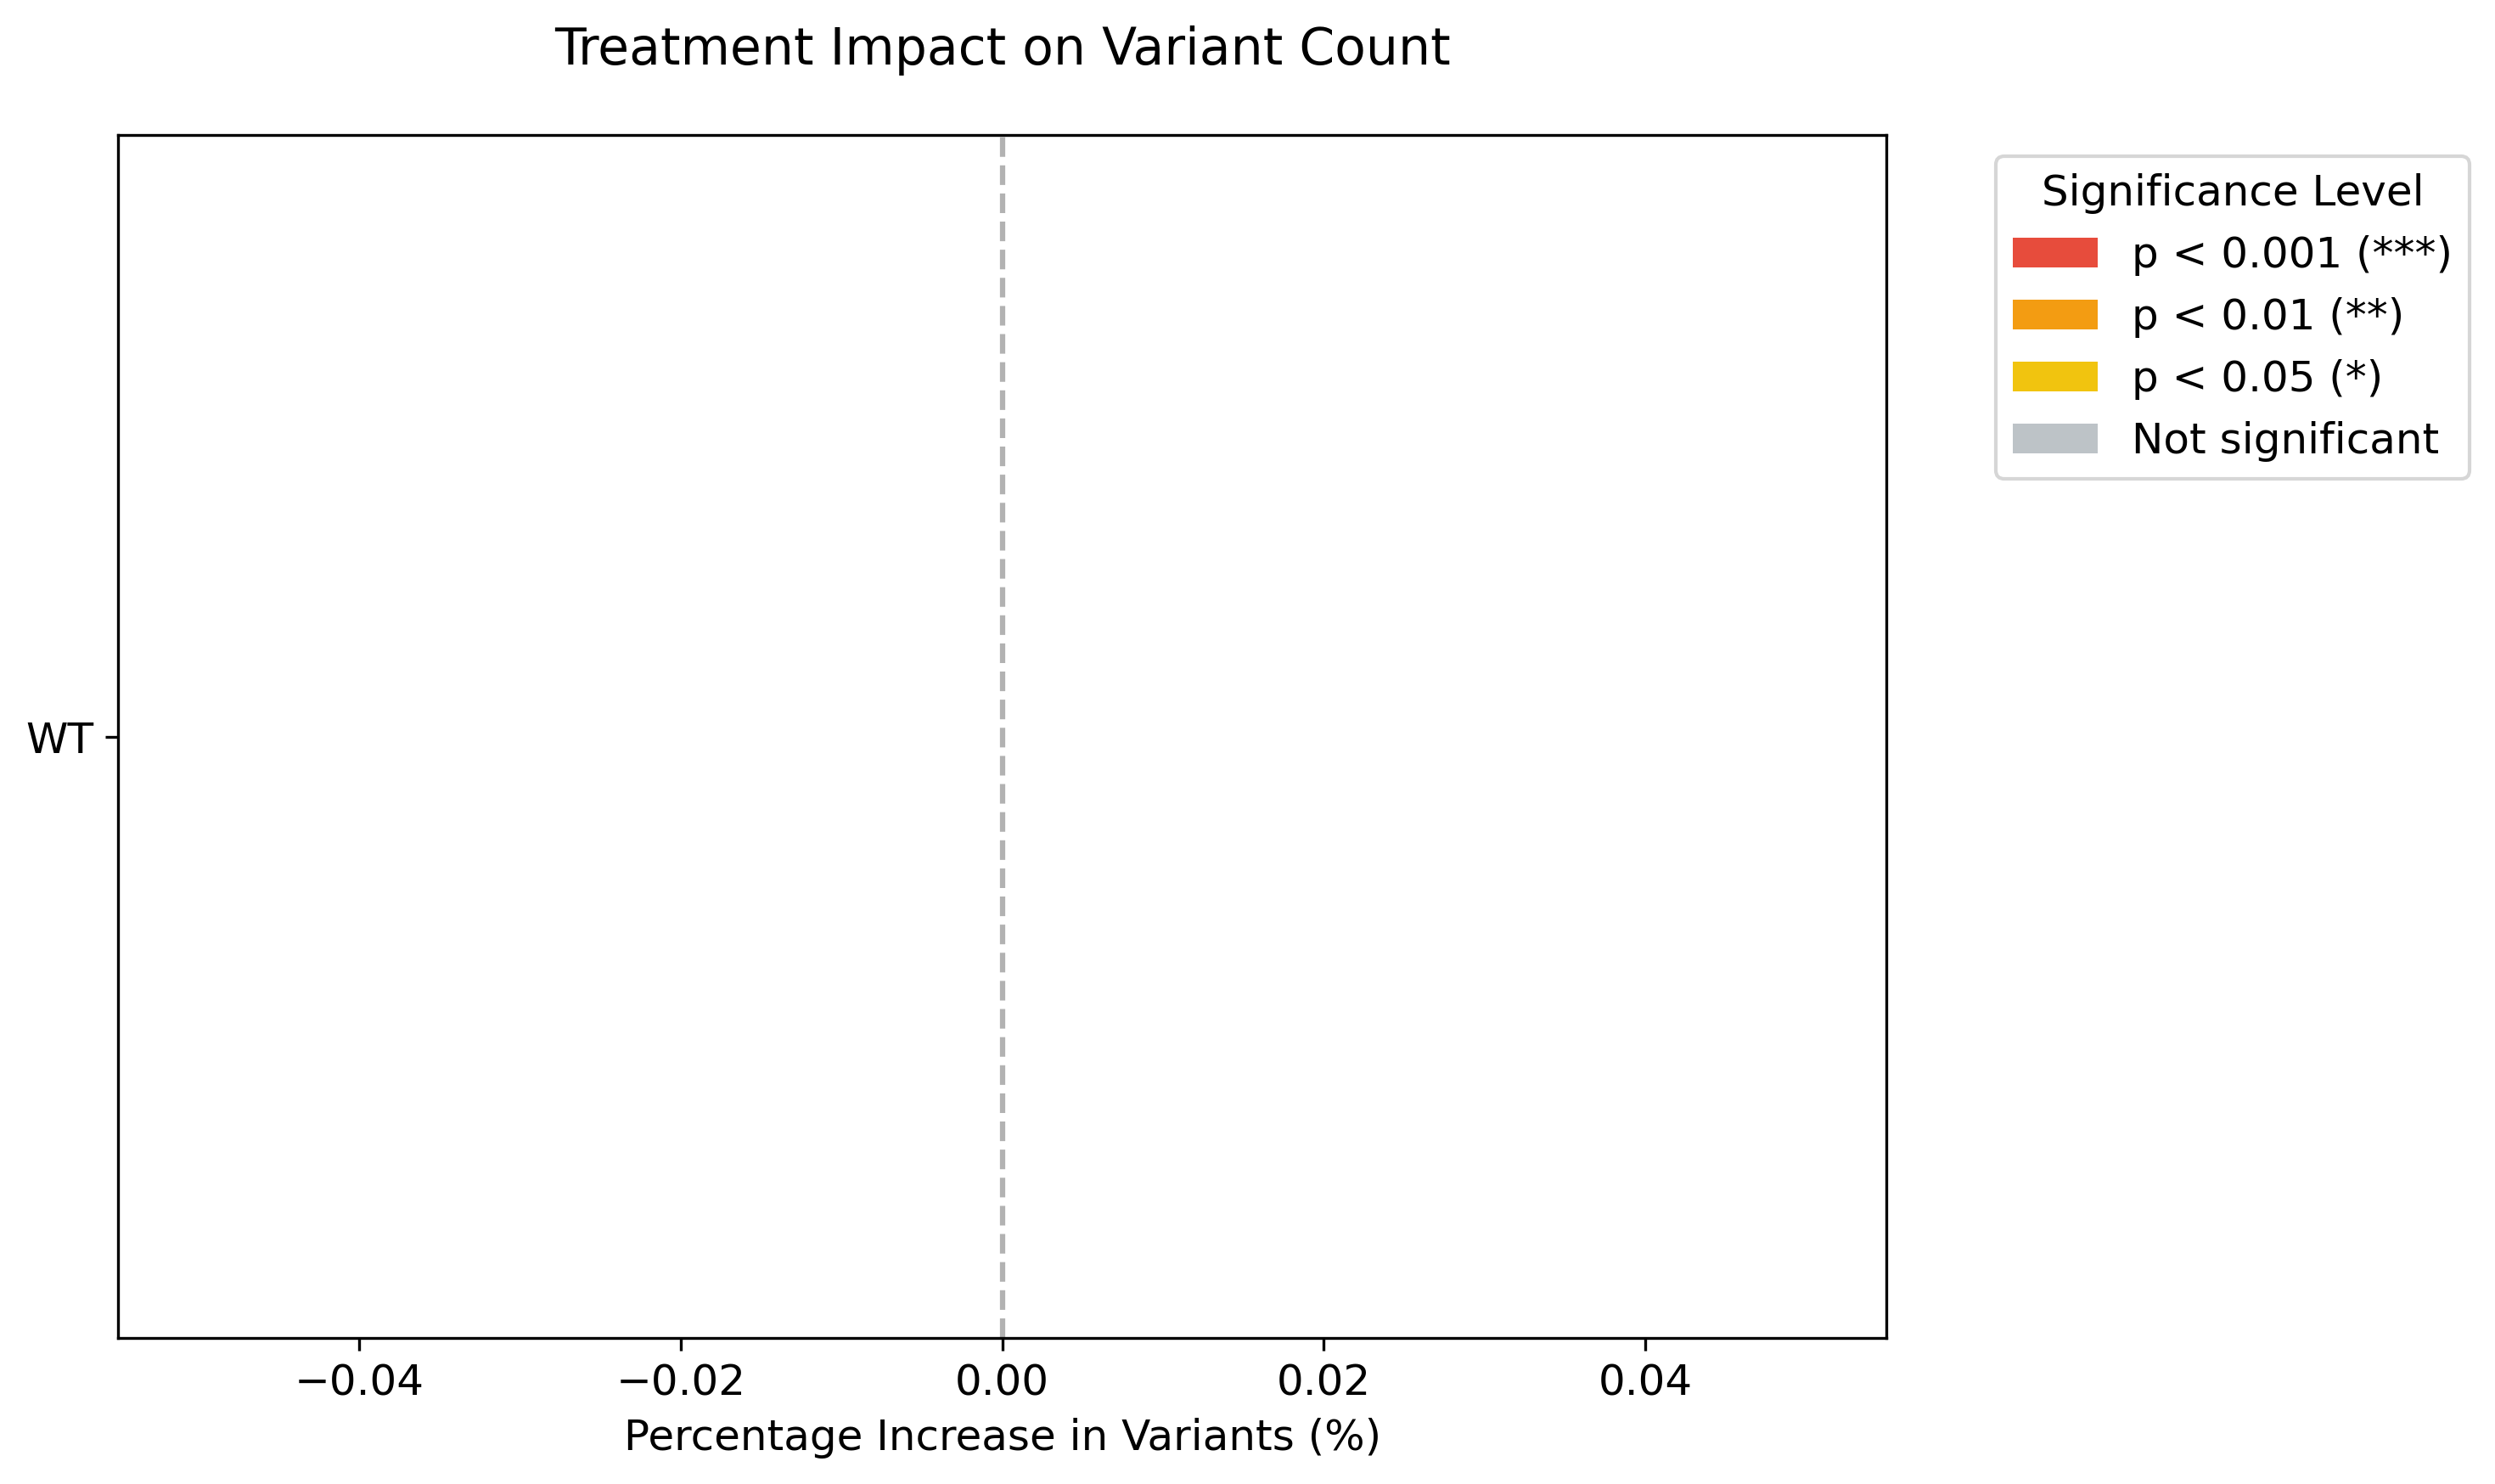 Treatment Impact on Variant Count
Significance Level
p < 0.001 (***)
p < 0.01 (**)
p < 0.05 (*)
Not significant
WT
−0.04
−0.02
0.00
0.02
0.04
Percentage Increase in Variants (%)